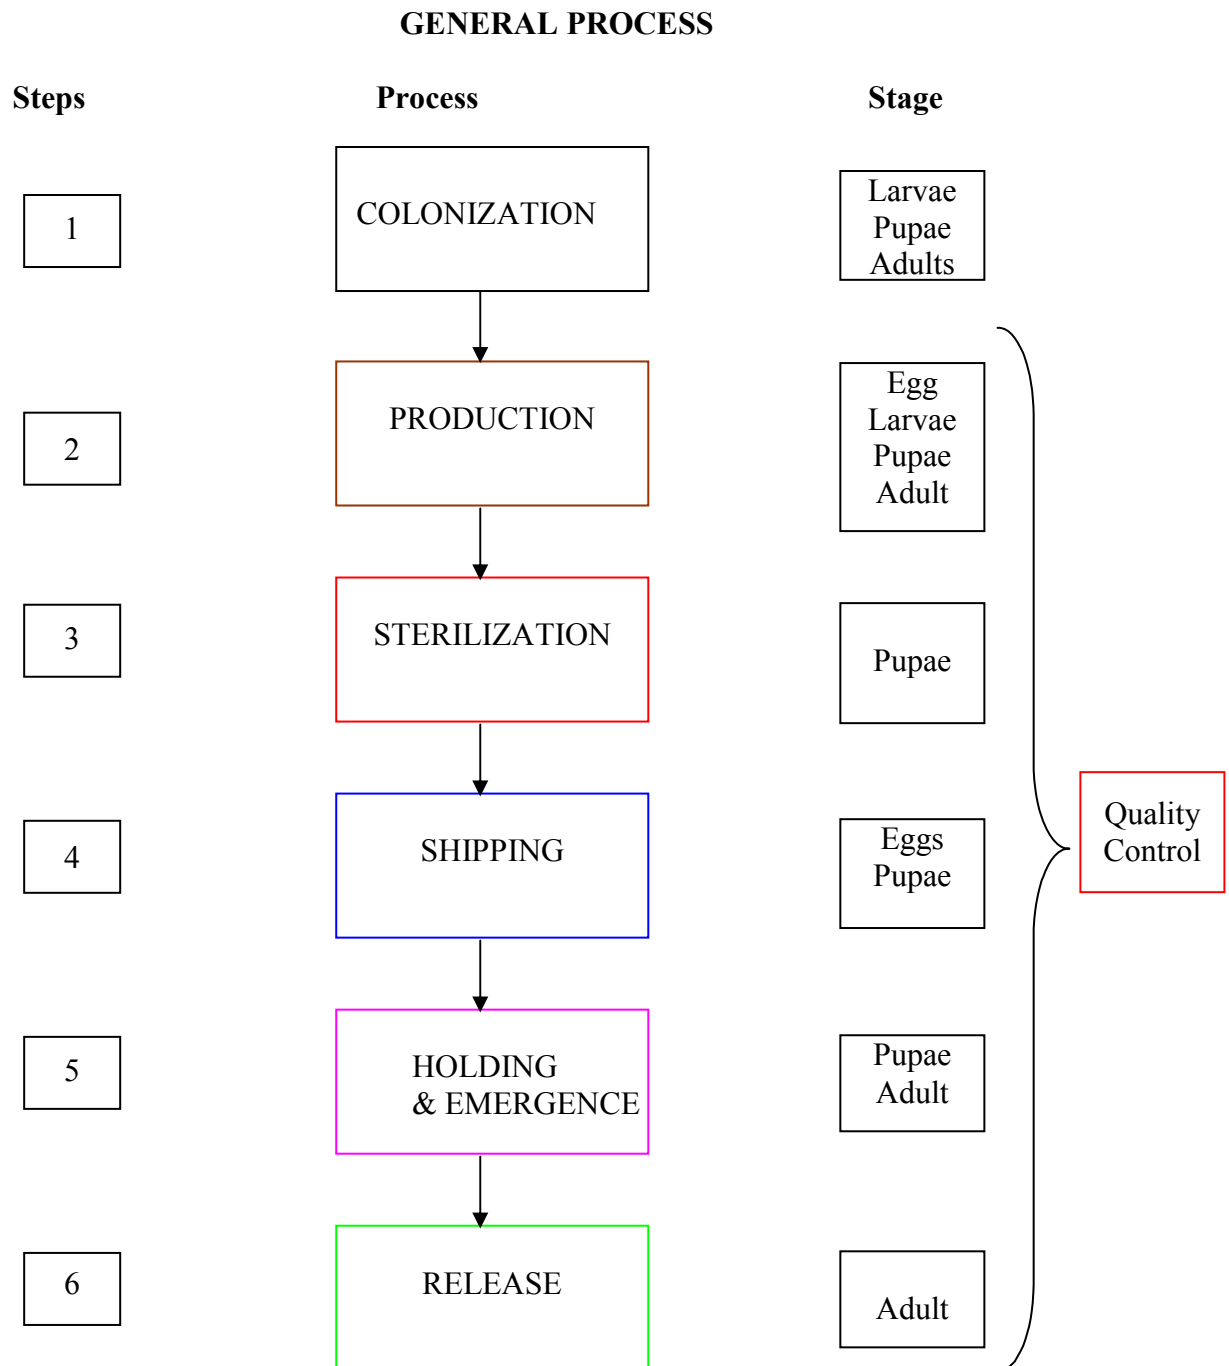 GENERAL PROCESS
Steps
Process
Stage
1
COLONIZATION
Larvae
Pupae
Adults
2
PRODUCTION
Egg
Larvae
Pupae
Adult
3
STERILIZATION
Pupae
4
SHIPPING
Eggs
Pupae
Quality
Control
5
HOLDING
& EMERGENCE
Pupae
Adult
6
RELEASE
Adult